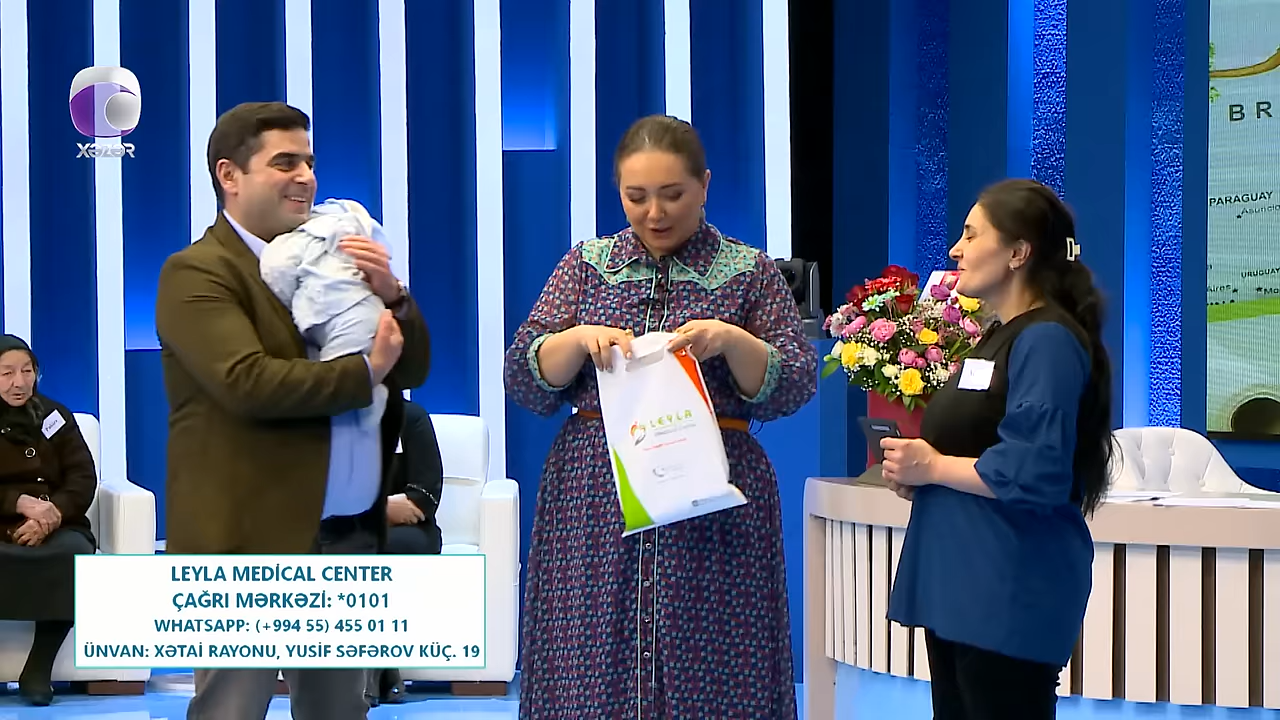 XƏZƏR
BR
PARAGUAY
URUGUAY
LEYLA
LEYLA MEDİCAL CENTER
ÇAĞRI MƏRKƏZİ: *0101
WHATSAPP: (+994 55) 455 01 11
ÜNVAN: XƏTAİ RAYONU, YUSİF SƏFƏROV KÜÇ. 19